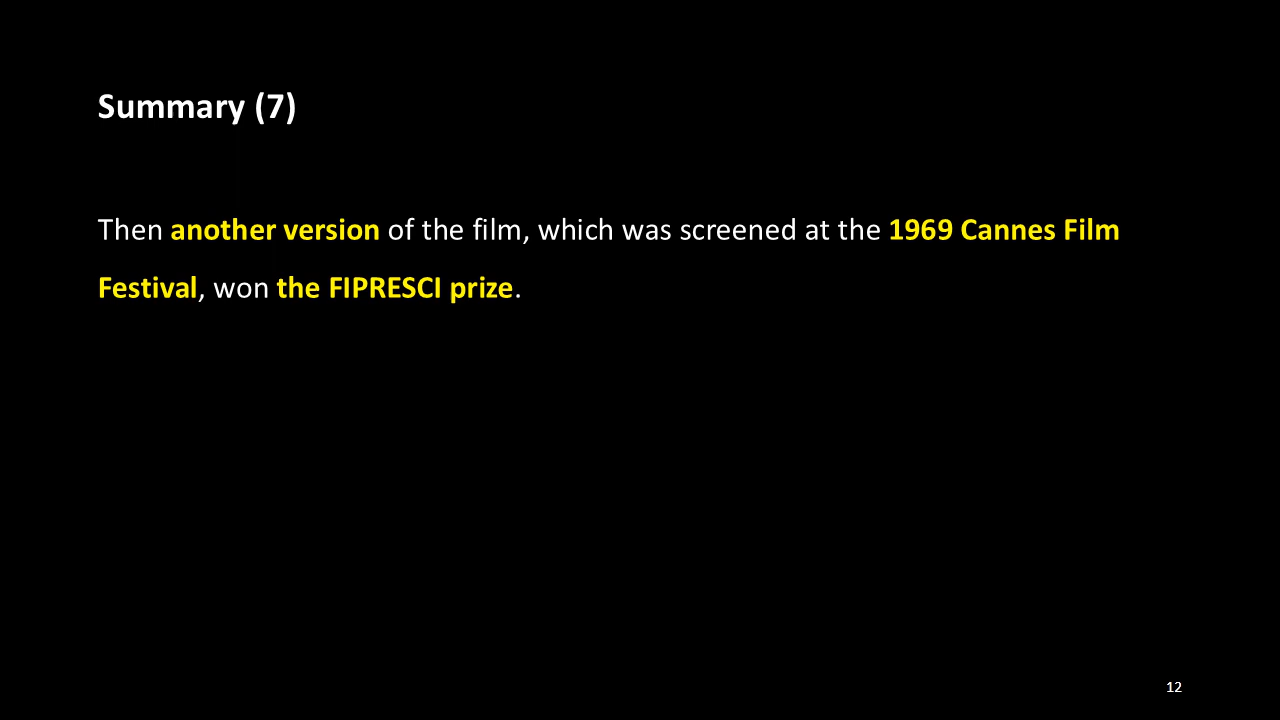 Summary (7)
Then another version of the film, which was screened at the 1969 Cannes Film
Festival, won the FIPRESCI prize.
12